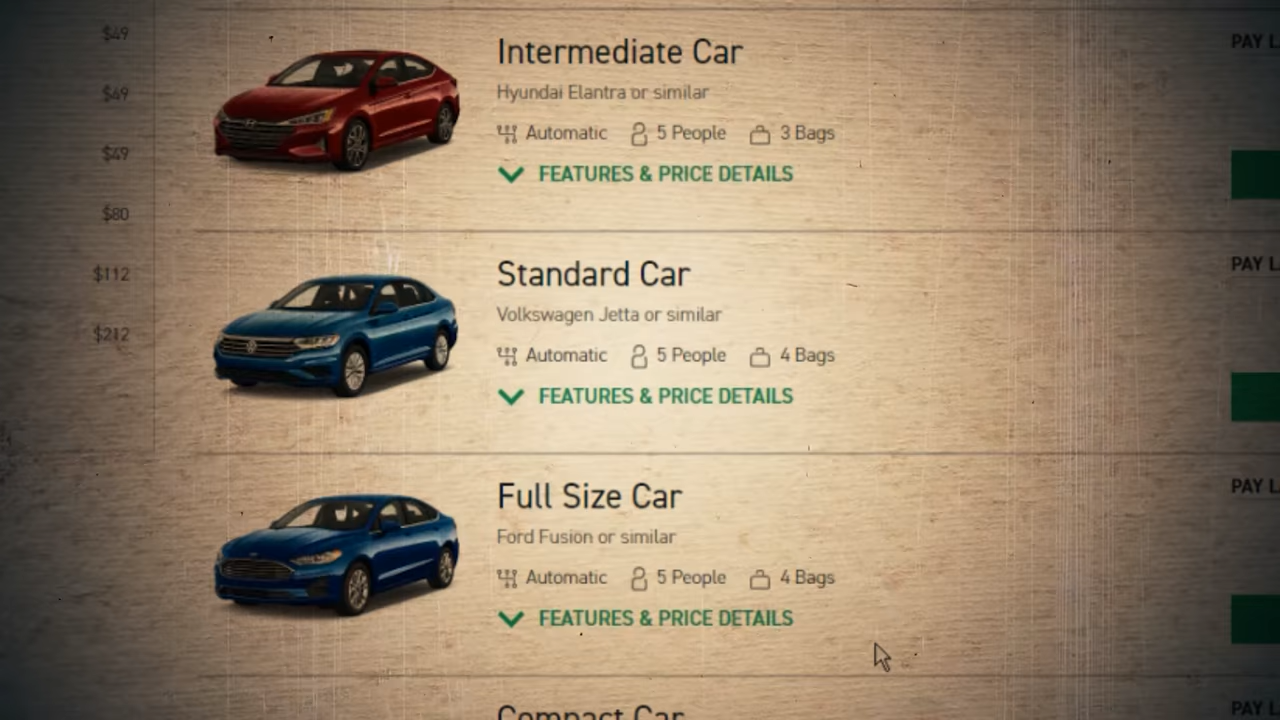 $49
$49
$49
$80
$112
$212
Intermediate Car
Hyundai Elantra or similar
Automatic 5 People 3 Bags
FEATURES & PRICE DETAILS
PAY L
Standard Car
Volkswagen Jetta or similar
Automatic 5 People 4 Bags
FEATURES & PRICE DETAILS
PAY L
Full Size Car
Ford Fusion or similar
Automatic 5 People 4 Bags
FEATURES & PRICE DETAILS
PAY L
Compact Car
PAY L